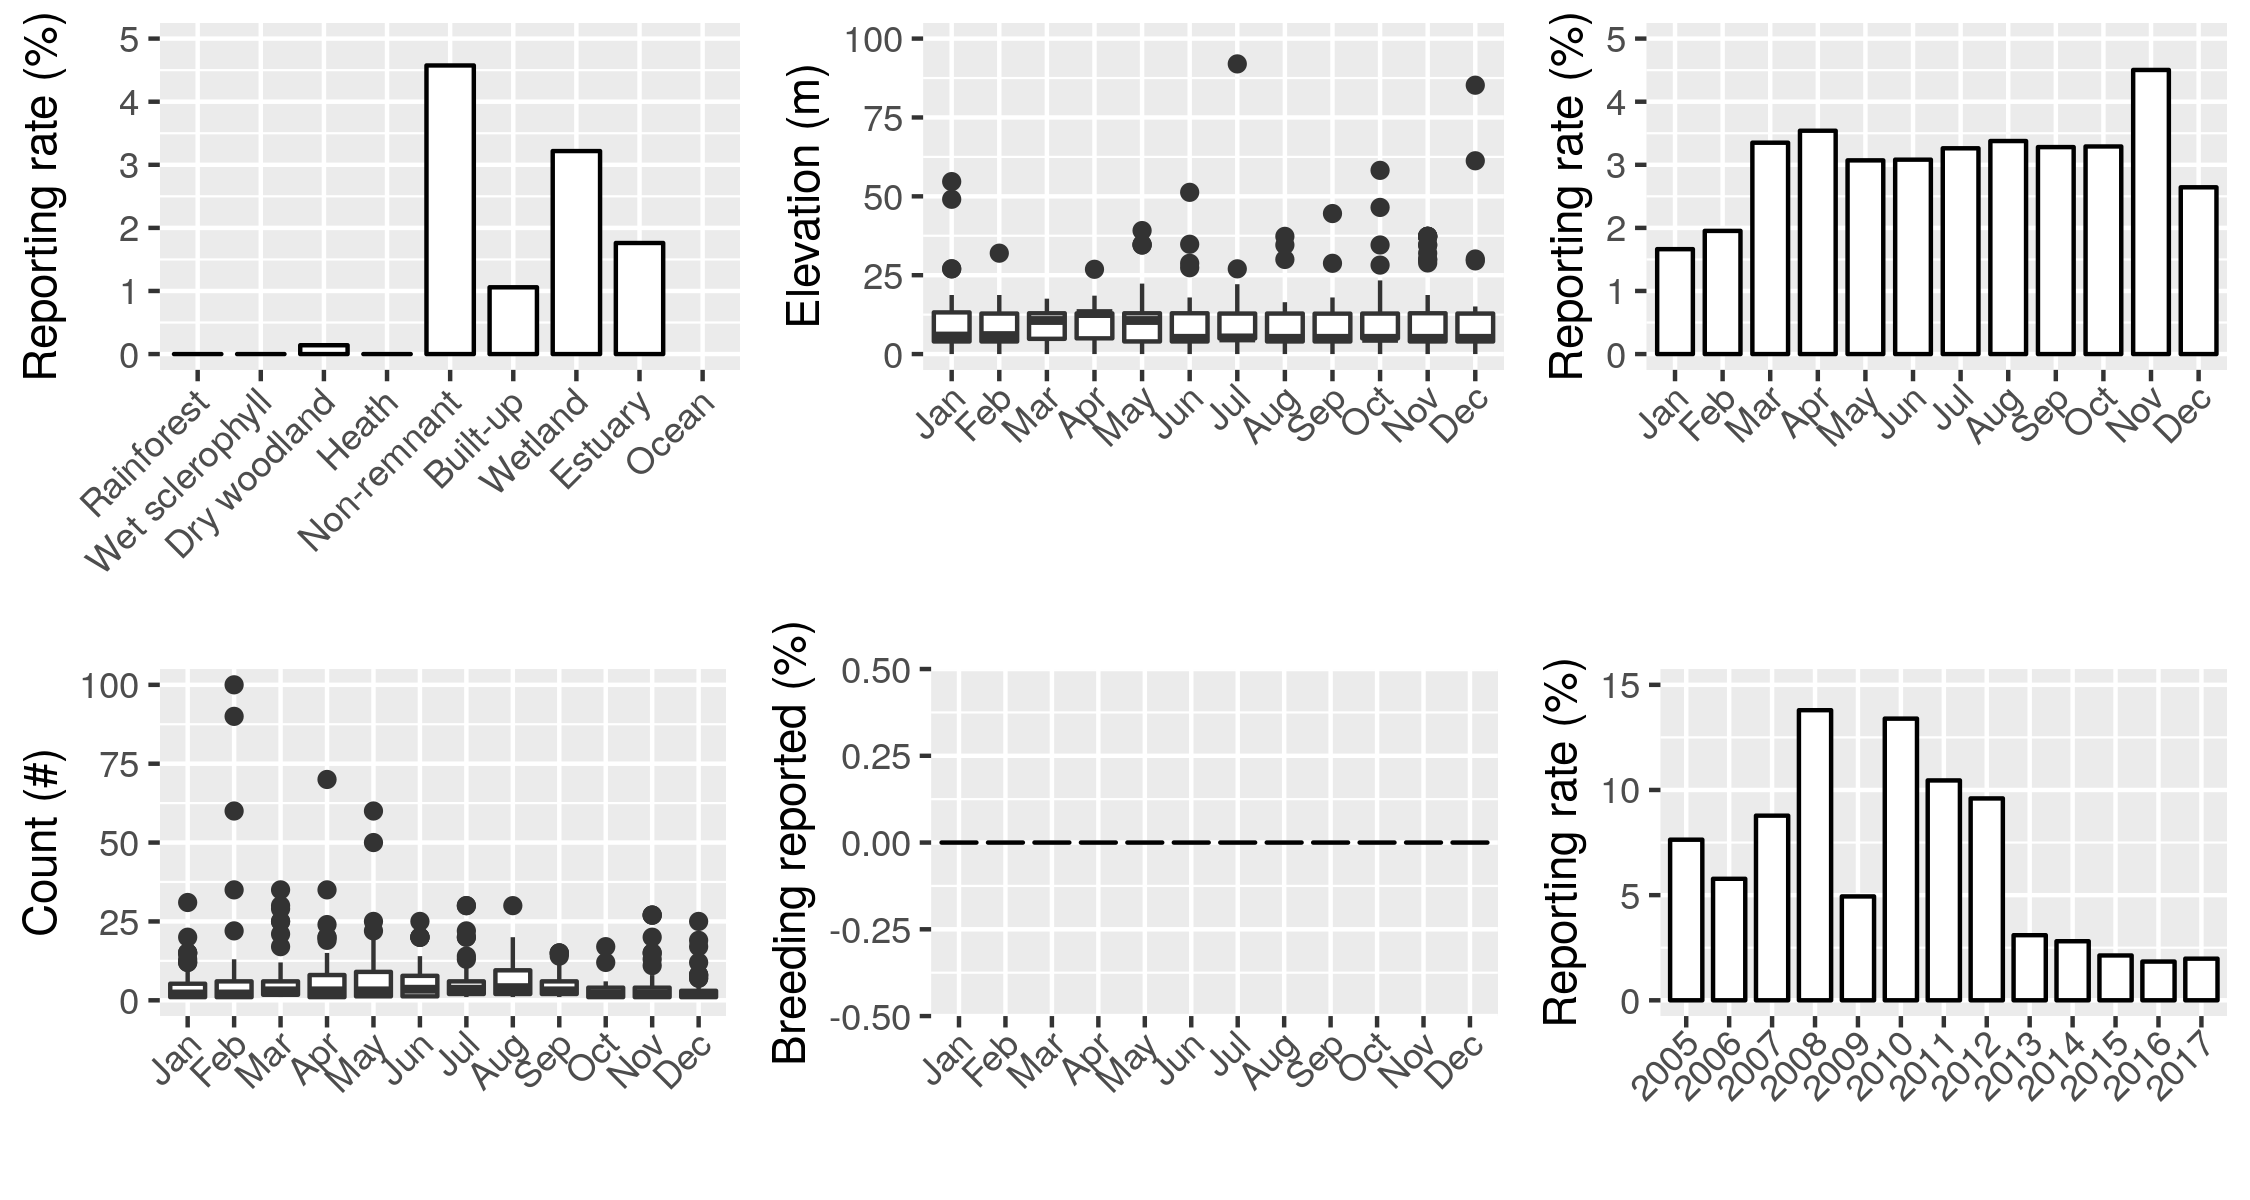 Reporting rate (%)
5
4
3
2
1
0
Rainforest
Wet sclerophyll
Dry woodland
Heath
Non-remnant
Built-up
Wetland
Estuary
Ocean
Elevation (m)
100
75
50
25
0
Jan
Feb
Mar
Apr
May
Jun
Jul
Aug
Sep
Oct
Nov
Dec
Reporting rate (%)
5
4
3
2
1
0
Jan
Feb
Mar
Apr
May
Jun
Jul
Aug
Sep
Oct
Nov
Dec
Count (#)
100
75
50
25
0
Jan
Feb
Mar
Apr
May
Jun
Jul
Aug
Sep
Oct
Nov
Dec
Breeding reported (%)
0.50
0.25
0.00
-0.25
-0.50
Jan
Feb
Mar
Apr
May
Jun
Jul
Aug
Sep
Oct
Nov
Dec
Reporting rate (%)
15
10
5
0
2005
2006
2007
2008
2009
2010
2011
2012
2013
2014
2015
2016
2017